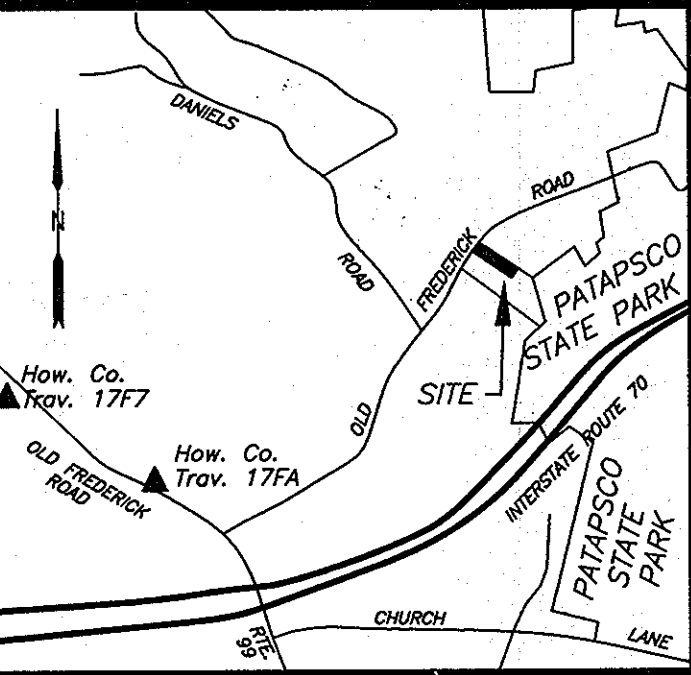 DANIELS
ROAD
N
ROAD
FREDERICK
OLD
PATAPSCO
STATE PARK
SITE
How. Co.
Trav. 17F7
How. Co.
Trav. 17FA
OLD FREDERICK
ROAD
INTERSTATE ROUTE 70
PATAPSCO
STATE
PARK
RTE.
99
CHURCH
LANE